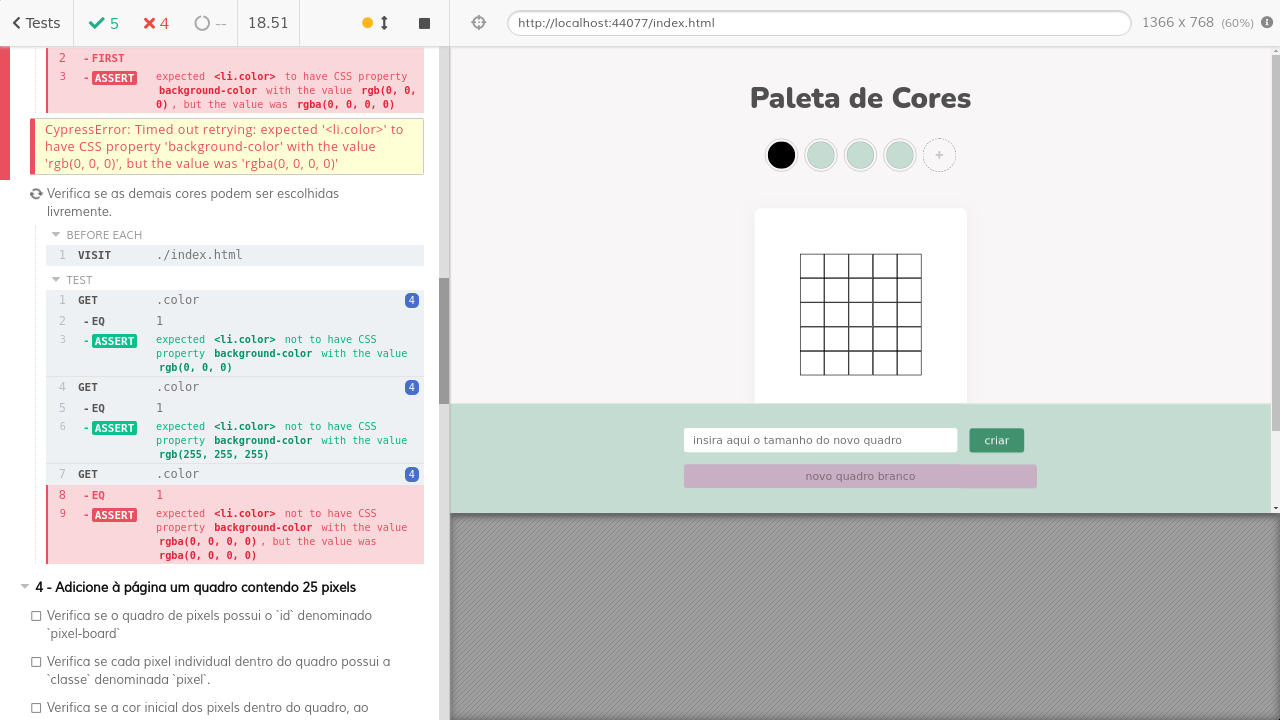 Tests 5 4 -- 18.51
http://localhost:44077/index.html 1366 x 768 (60%)
2 - FIRST
3 - ASSERT expected <li.color> to have CSS property
background-color with the value rgb(0, 0,
0) , but the value was rgba(0, 0, 0, 0)
CypressError: Timed out retrying: expected '<li.color>' to
have CSS property 'background-color' with the value
'rgb(0, 0, 0)', but the value was 'rgba(0, 0, 0, 0)'
Verifica se as demais cores podem ser escolhidas
livremente.
BEFORE EACH
1 VISIT ./index.html
TEST
1 GET .color 4
2 - EQ 1
3 - ASSERT expected <li.color> not to have CSS
property background-color with the value
rgb(0, 0, 0)
4 GET .color 4
5 - EQ 1
6 - ASSERT expected <li.color> not to have CSS
property background-color with the value
rgb(255, 255, 255)
7 GET .color 4
8 - EQ 1
9 - ASSERT expected <li.color> not to have CSS
property background-color with the value
rgba(0, 0, 0, 0) , but the value was
rgba(0, 0, 0, 0)
4 - Adicione à página um quadro contendo 25 pixels
Verifica se o quadro de pixels possui o `id` denominado
`pixel-board`
Verifica se cada pixel individual dentro do quadro possui a
`classe` denominada `pixel`.
Verifica se a cor inicial dos pixels dentro do quadro, ao
Paleta de Cores
+
insira aqui o tamanho do novo quadro criar
novo quadro branco